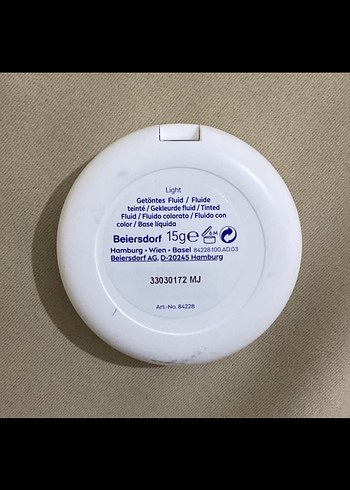 Light
Getöntes Fluid / Fluide
teinté / Gekleurde fluid / Tinted
Fluid / Fluido colorato / Fluido con
color / Base líquida
Beiersdorf 15g e 6M
Hamburg • Wien • Basel 84228.100.AD.03
Beiersdorf AG, D-20245 Hamburg
33030172 MJ
Art.-No. 84228